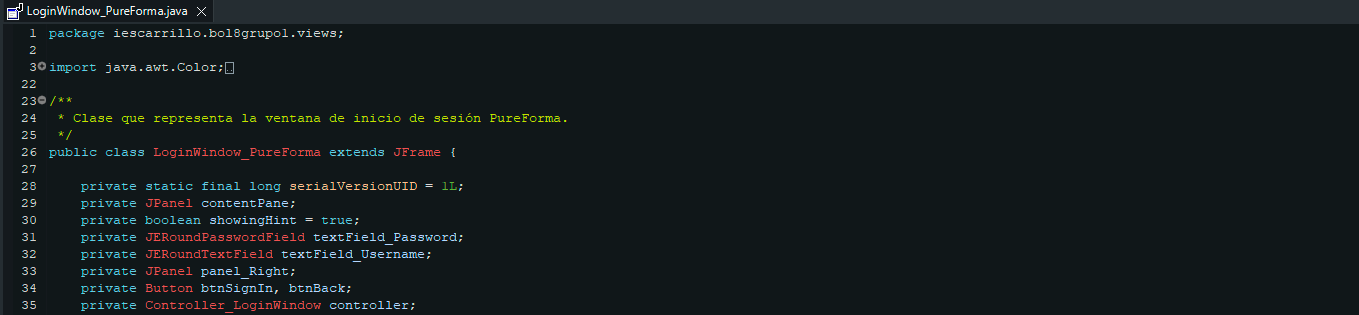 LoginWindow_PureForma.java
1 package iescarrillo.bol8grupo1.views;
2
3 import java.awt.Color;
22
23 /**
24 * Clase que representa la ventana de inicio de sesión PureForma.
25 */
26 public class LoginWindow_PureForma extends JFrame {
27
28 private static final long serialVersionUID = 1L;
29 private JPanel contentPane;
30 private boolean showingHint = true;
31 private JERoundPasswordField textField_Password;
32 private JERoundTextField textField_Username;
33 private JPanel panel_Right;
34 private Button btnSignIn, btnBack;
35 private Controller_LoginWindow controller;